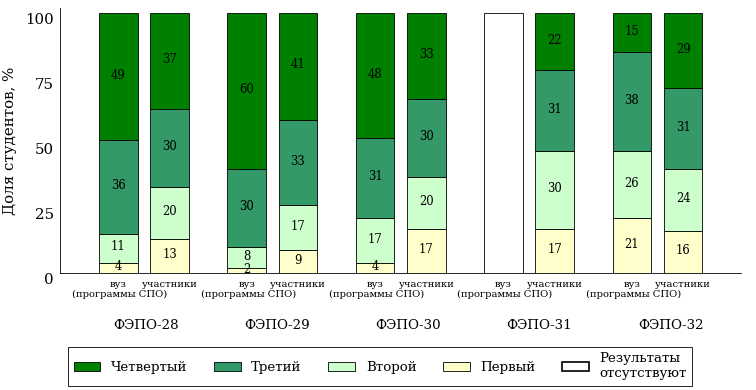 Доля студентов, %
100
75
50
25
0
49 37 60 41 48 33 22 15 29
36 30 30 33 31 30 31 38 31
11 20 8 17 17 20 30 26 24
4 13 2 9 4 17 17 21 16
вуз участники вуз участники вуз участники вуз участники вуз участники
(программы СПО) (программы СПО) (программы СПО) (программы СПО) (программы СПО)
ФЭПО-28 ФЭПО-29 ФЭПО-30 ФЭПО-31 ФЭПО-32
Четвертый Третий Второй Первый Результаты
отсутствуют